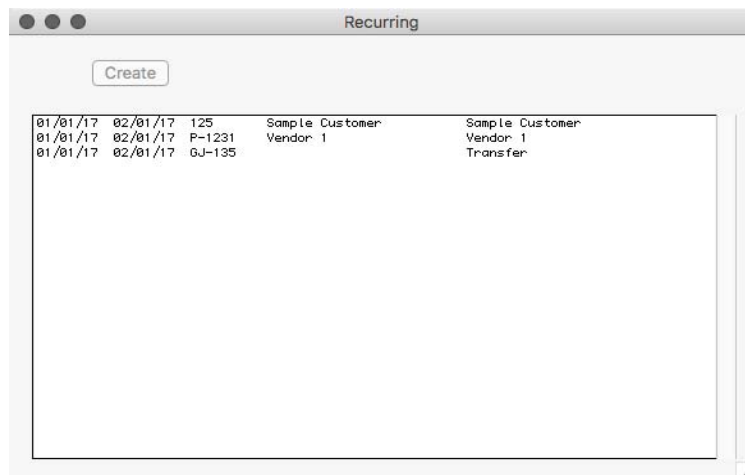 Recurring
Create
01/01/17 02/01/17 125 Sample Customer Sample Customer
01/01/17 02/01/17 P-1231 Vendor 1 Vendor 1
01/01/17 02/01/17 GJ-135 Transfer